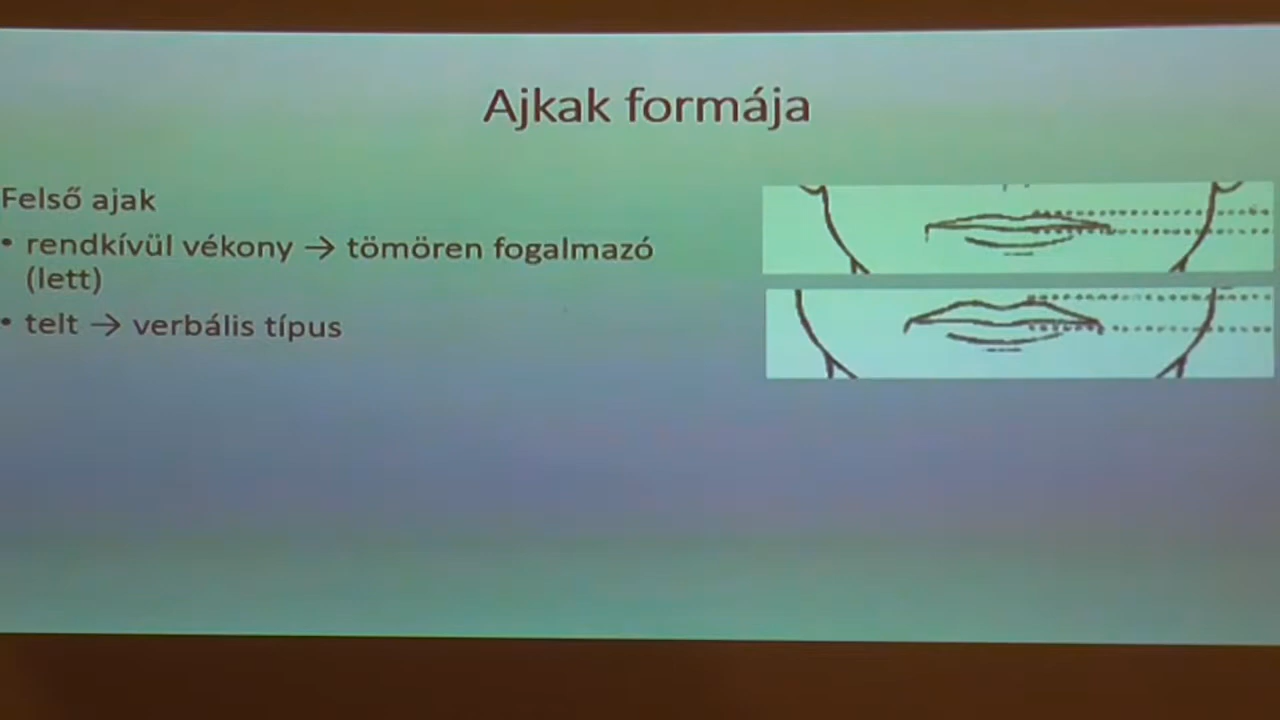 Ajkak formája
Felső ajak
• rendkívül vékony → tömören fogalmazó
(lett)
• telt → verbális típus